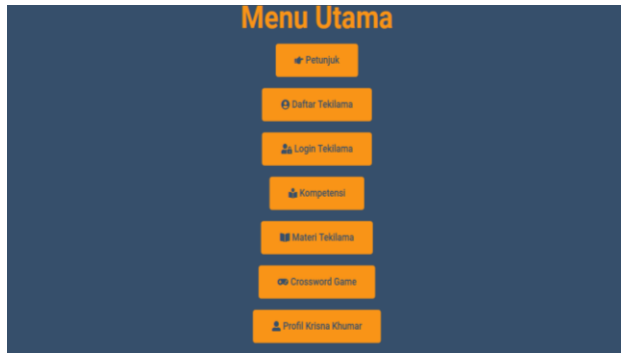 Menu Utama
Petunjuk
Daftar Tekilama
Login Tekilama
Kompetensi
Materi Tekilama
Crossword Game
Profil Krisna Khumar